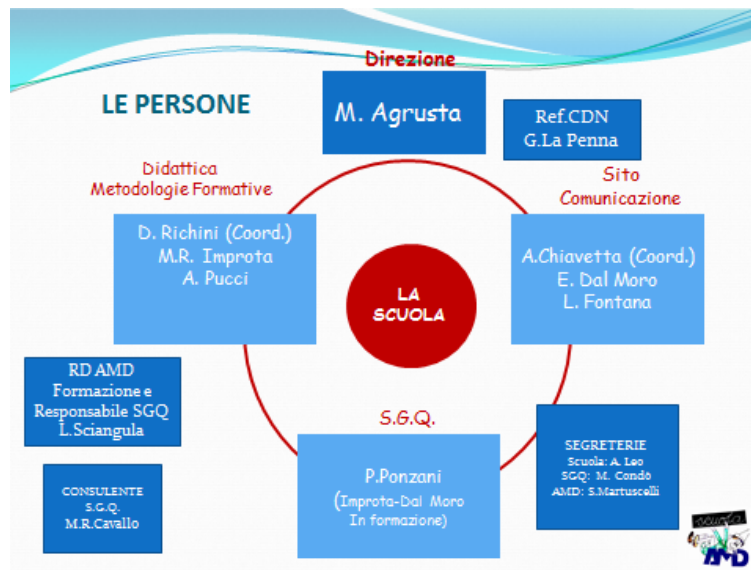 Direzione
LE PERSONE
M. Agrusta
Ref.CDN
G.La Penna
Didattica
Metodologie Formative
Sito
Comunicazione
D. Richini (Coord.)
M.R. Improta
A. Pucci
A.Chiavetta (Coord.)
E. Dal Moro
L. Fontana
LA
SCUOLA
RD AMD
Formazione e
Responsabile SGQ
L.Sciangula
S.G.Q.
P.Ponzani
(Improta-Dal Moro
In formazione)
SEGRETERIE
Scuola: A. Leo
SGQ: M. Condò
AMD: S.Martuscelli
CONSULENTE
S.G.Q.
M.R.Cavallo
scuola
AMD